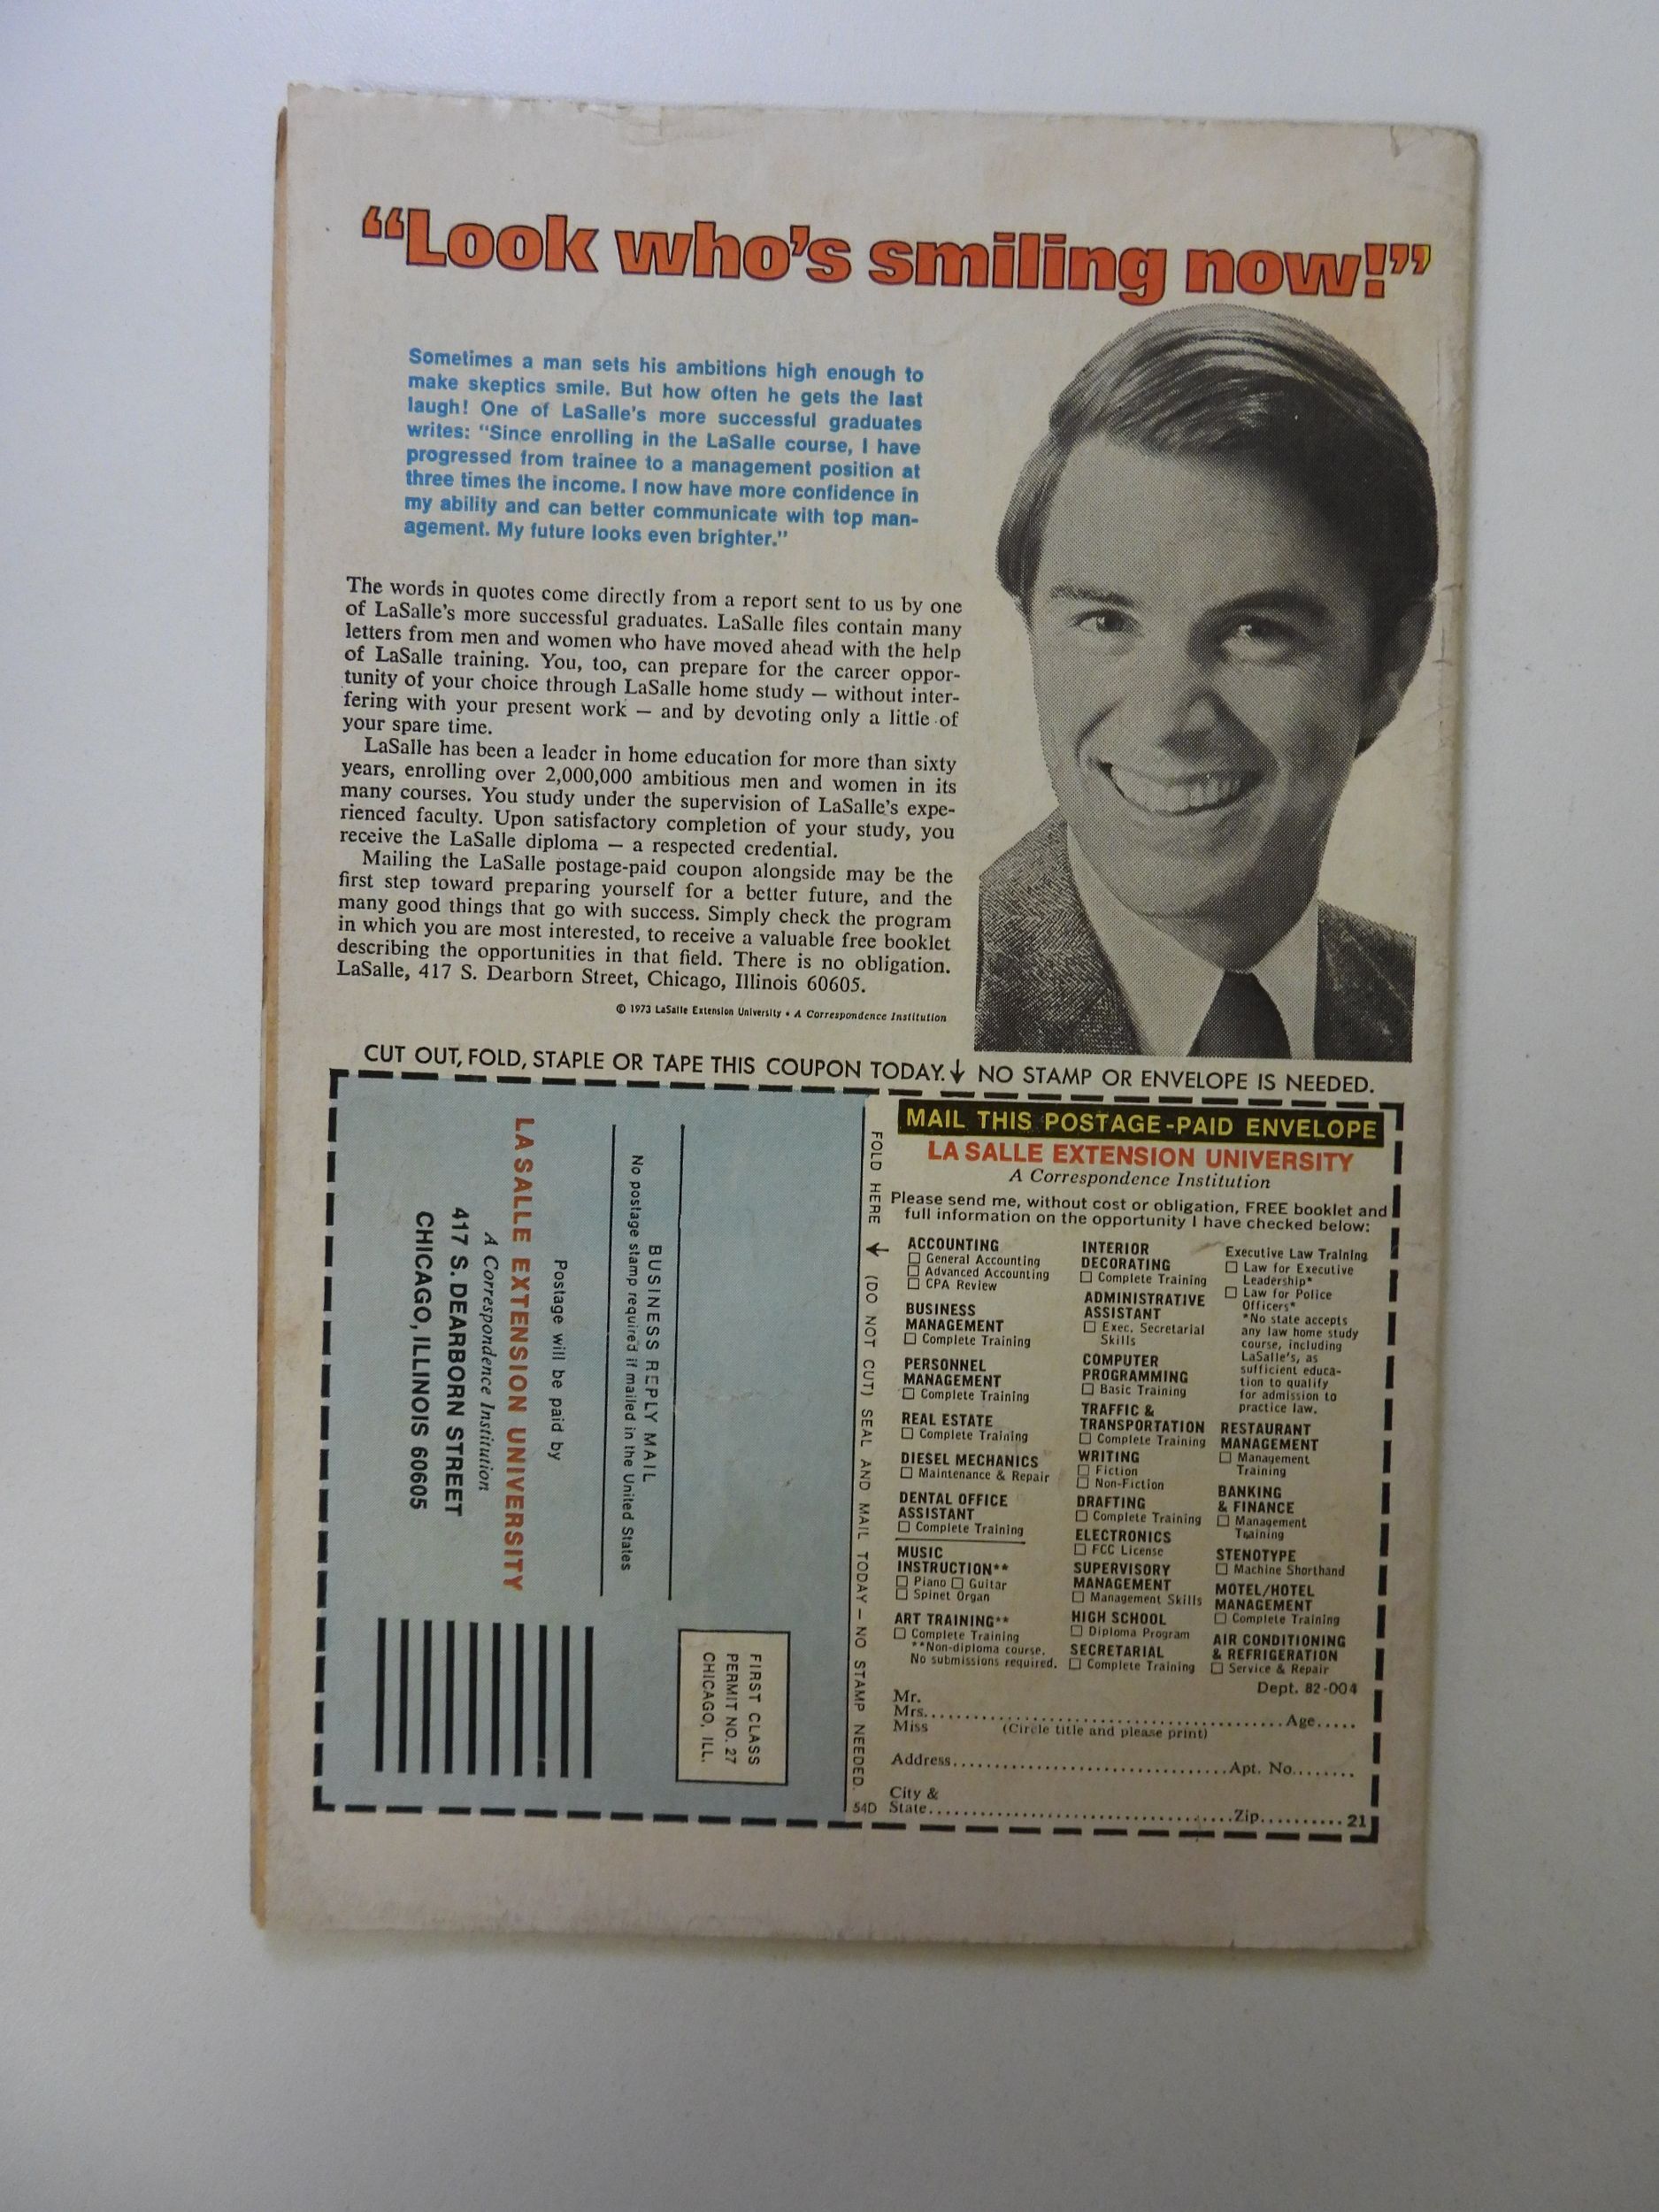 “Look who’s smiling now!”
Sometimes a man sets his ambitions high enough to
make skeptics smile. But how often he gets the last
laugh! One of LaSalle's more successful graduates
writes: “Since enrolling in the LaSalle course, I have
progressed from trainee to a management position at
three times the income. I now have more confidence in
my ability and can better communicate with top man-
agement. My future looks even brighter.”
The words in quotes come directly from a report sent to us by one
of LaSalle's more successful graduates. LaSalle files contain many
letters from men and women who have moved ahead with the help
of LaSalle training. You, too, can prepare for the career oppor-
tunity of your choice through LaSalle home study — without inter-
fering with your present work — and by devoting only a little of
your spare time.
LaSalle has been a leader in home education for more than sixty
years, enrolling over 2,000,000 ambitious men and women in its
many courses. You study under the supervision of LaSalle's expe-
rienced faculty. Upon satisfactory completion of your study, you
receive the LaSalle diploma — a respected credential.
Mailing the LaSalle postage-paid coupon alongside may be the
first step toward preparing yourself for a better future, and the
many good things that go with success. Simply check the program
in which you are most interested, to receive a valuable free booklet
describing the opportunities in that field. There is no obligation.
LaSalle, 417 S. Dearborn Street, Chicago, Illinois 60605.
© 1973 LaSalle Extension University • A Correspondence Institution
CUT OUT, FOLD, STAPLE OR TAPE THIS COUPON TODAY.↓ NO STAMP OR ENVELOPE IS NEEDED.
FIRST CLASS
PERMIT NO. 27
CHICAGO, ILL.
BUSINESS REPLY MAIL
No postage stamp required if mailed in the United States
Postage will be paid by
LA SALLE EXTENSION UNIVERSITY
A Correspondence Institution
417 S. DEARBORN STREET
CHICAGO, ILLINOIS 60605
FOLD HERE ↓ (DO NOT CUT) SEAL AND MAIL TODAY — NO STAMP NEEDED.
54D
MAIL THIS POSTAGE-PAID ENVELOPE
LA SALLE EXTENSION UNIVERSITY
A Correspondence Institution
Please send me, without cost or obligation, FREE booklet and
full information on the opportunity I have checked below:
ACCOUNTING
☐ General Accounting
☐ Advanced Accounting
☐ CPA Review
BUSINESS
MANAGEMENT
☐ Complete Training
PERSONNEL
MANAGEMENT
☐ Complete Training
REAL ESTATE
☐ Complete Training
DIESEL MECHANICS
☐ Maintenance & Repair
DENTAL OFFICE
ASSISTANT
☐ Complete Training
MUSIC
INSTRUCTION**
☐ Piano ☐ Guitar
☐ Spinet Organ
ART TRAINING**
☐ Complete Training
**Non-diploma course.
No submissions required.
INTERIOR
DECORATING
☐ Complete Training
ADMINISTRATIVE
ASSISTANT
☐ Exec. Secretarial
Skills
COMPUTER
PROGRAMMING
☐ Basic Training
TRAFFIC &
TRANSPORTATION
☐ Complete Training
WRITING
☐ Fiction
☐ Non-Fiction
DRAFTING
☐ Complete Training
ELECTRONICS
☐ FCC License
SUPERVISORY
MANAGEMENT
☐ Management Skills
HIGH SCHOOL
☐ Diploma Program
SECRETARIAL
☐ Complete Training
Executive Law Training
☐ Law for Executive
Leadership*
☐ Law for Police
Officers*
*No state accepts
any law home study
course, including
LaSalle's, as
sufficient educa-
tion to qualify
for admission to
practice law.
RESTAURANT
MANAGEMENT
☐ Management
Training
BANKING
& FINANCE
☐ Management
Training
STENOTYPE
☐ Machine Shorthand
MOTEL/HOTEL
MANAGEMENT
☐ Complete Training
AIR CONDITIONING
& REFRIGERATION
☐ Service & Repair
Dept. 82-004
Mr.
Mrs. Age
Miss (Circle title and please print)
Address Apt. No.
City &
State Zip 21